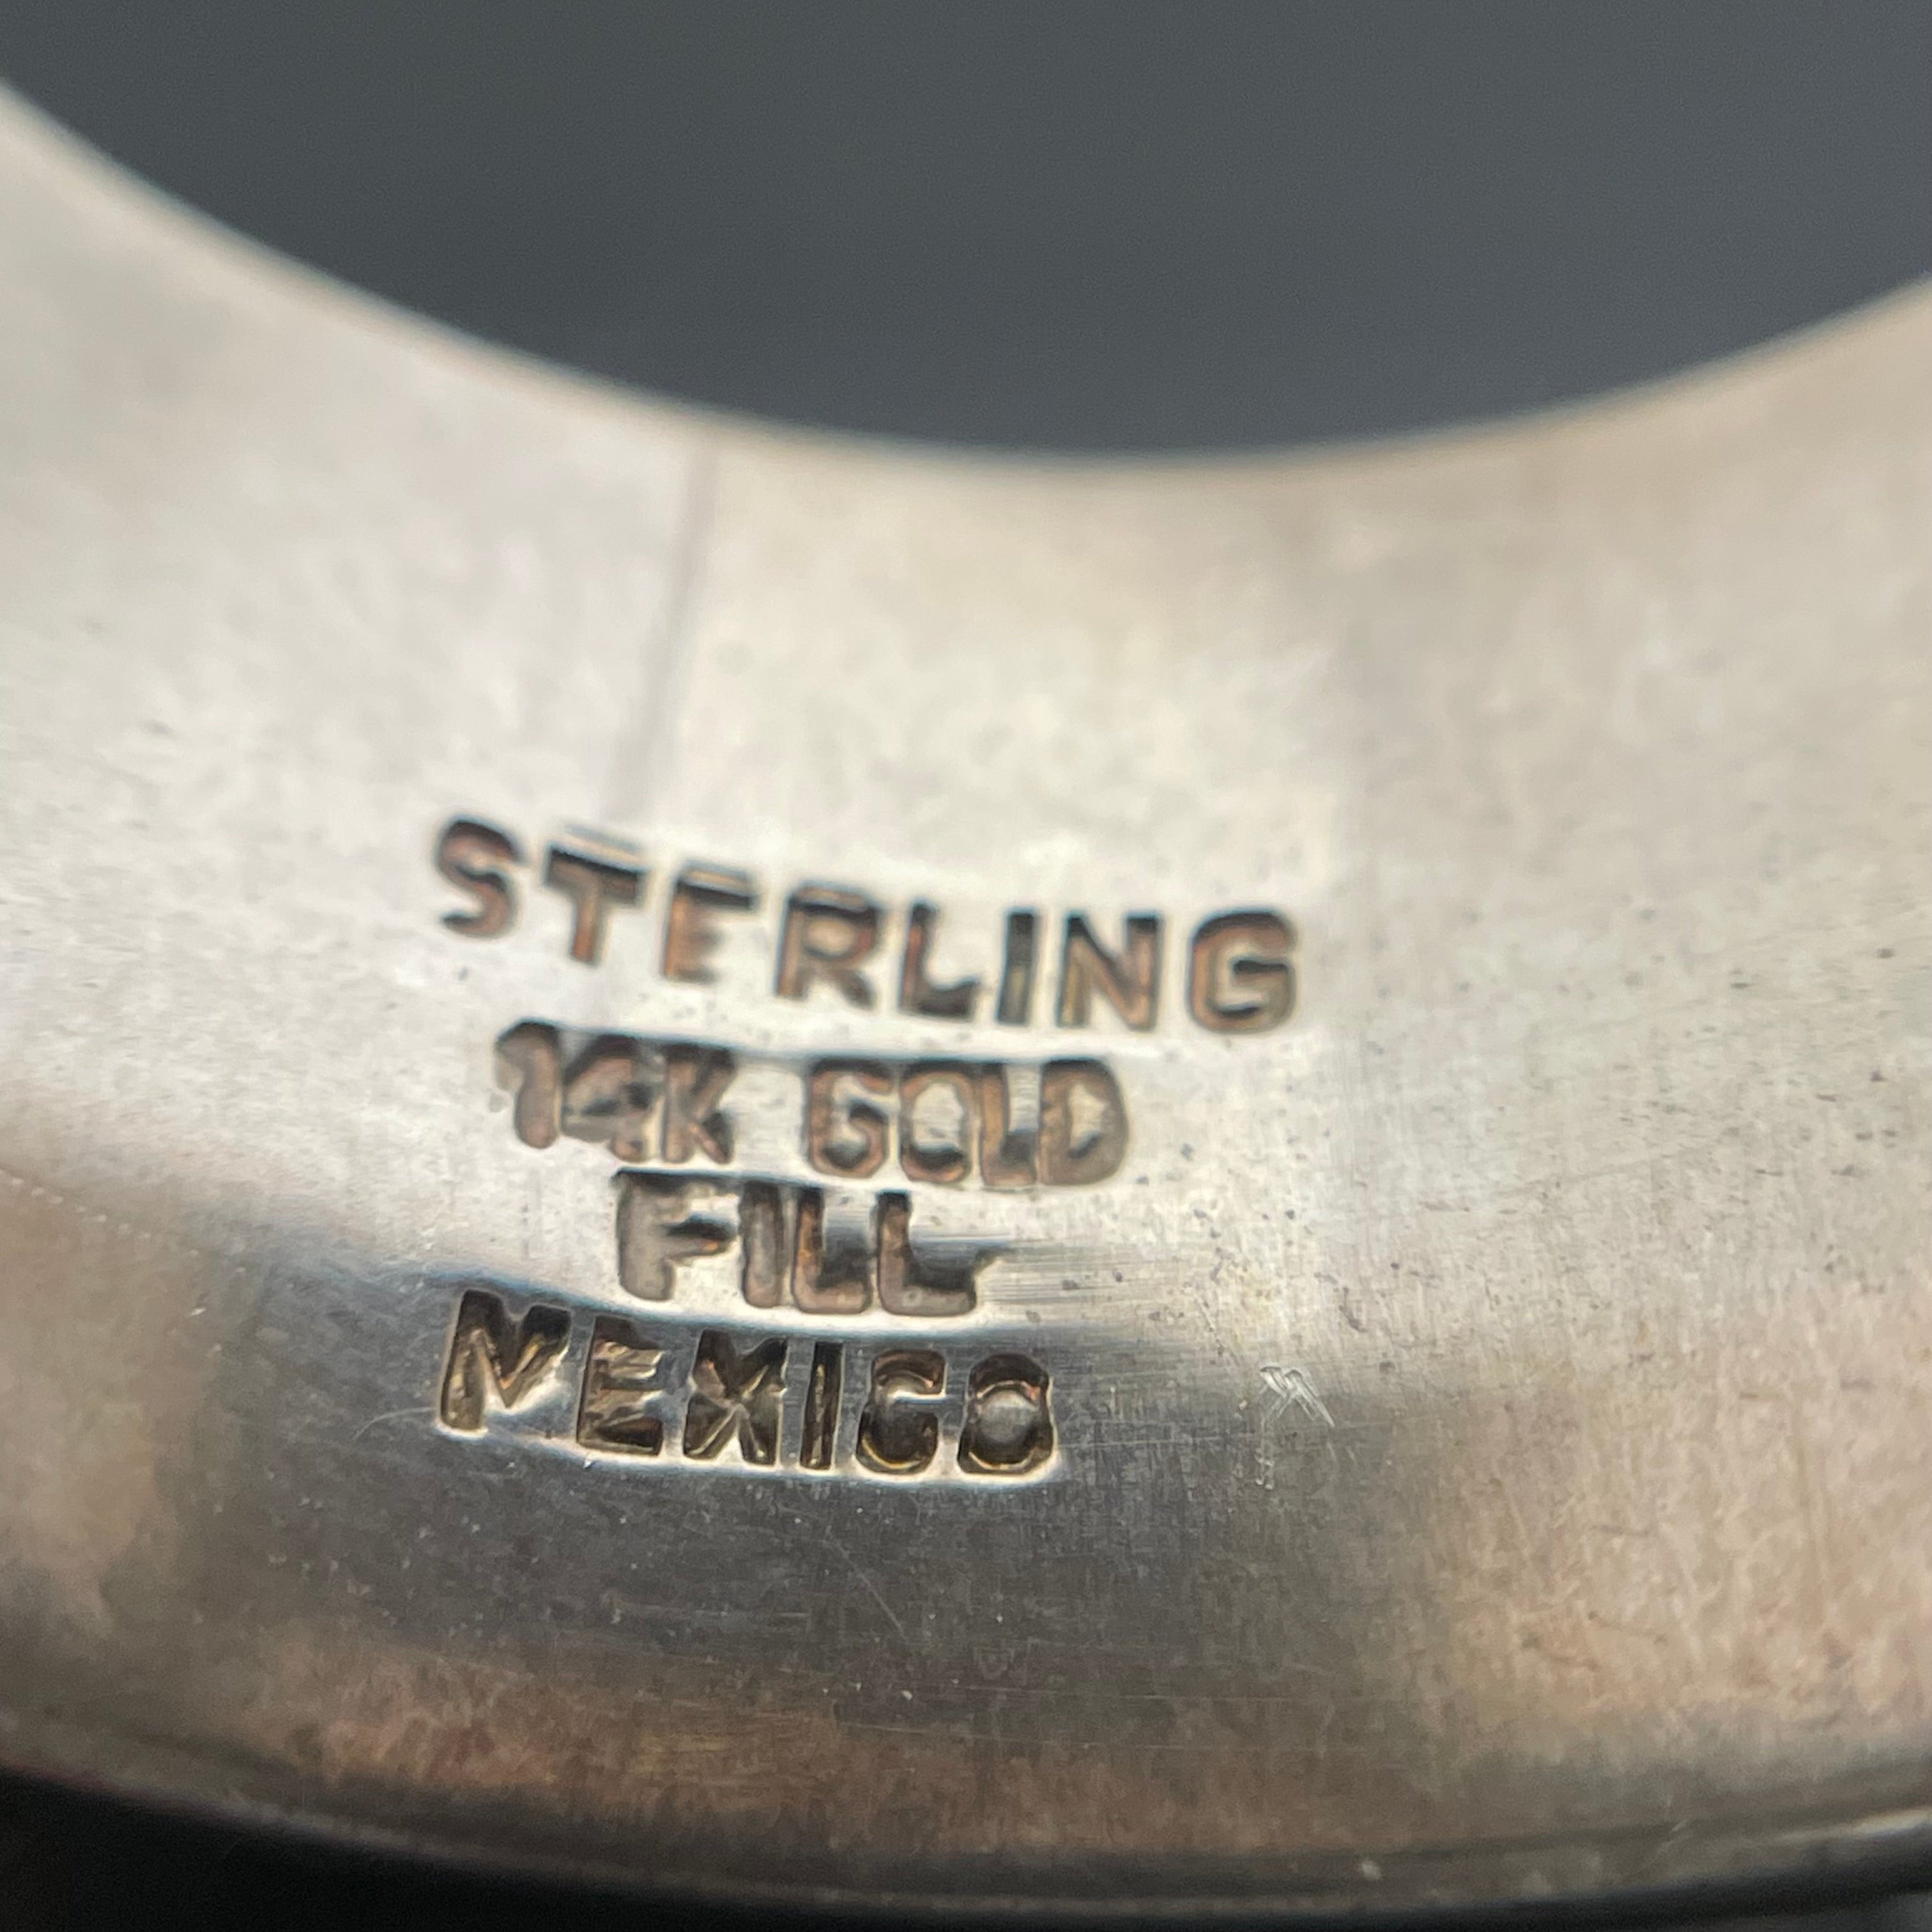 STERLING
14K GOLD
FILL
MEXICO